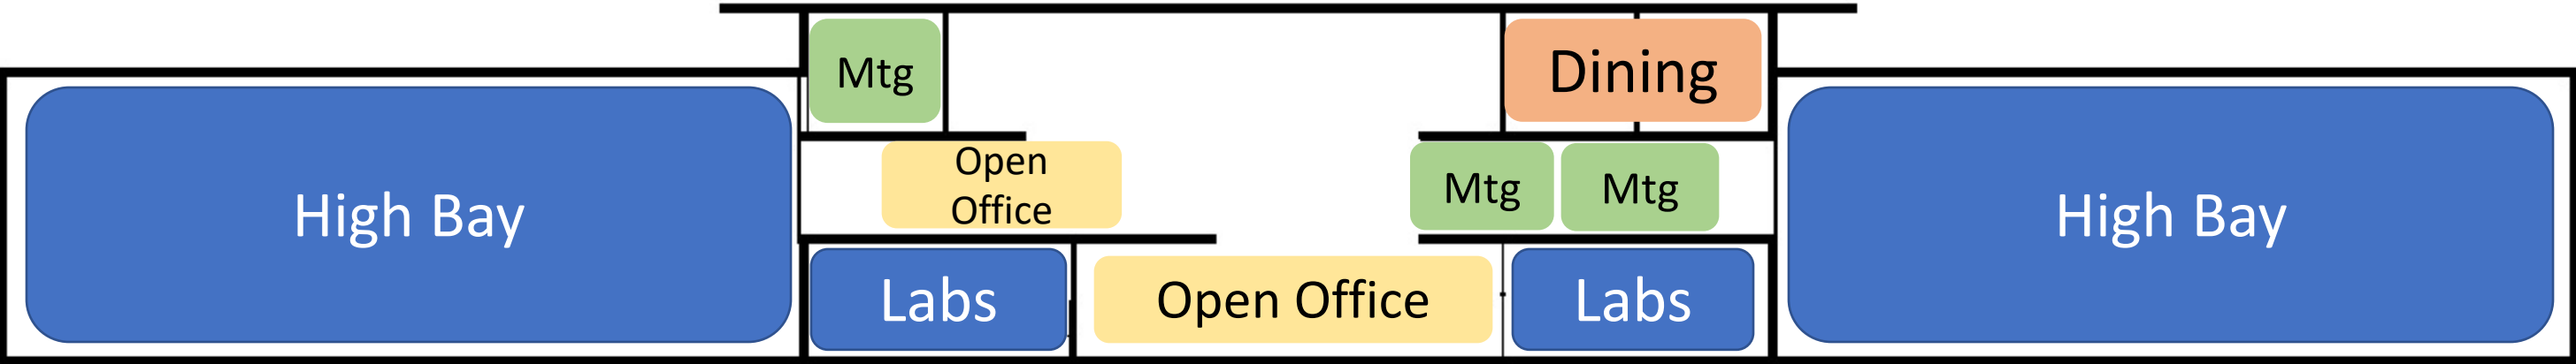 Mtg
Dining
High Bay
Open
Office
Mtg
Mtg
High Bay
Labs
Open Office
Labs